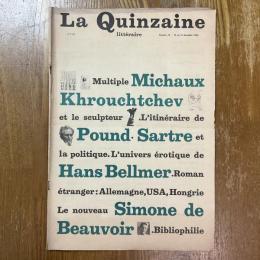 La Quinzaine
littéraire
Multiple Michaux
Khrouchtchev
et le sculpteur .L'itinéraire de
Pound. Sartre et
la politique. L'univers érotique de
Hans Bellmer. Roman
étranger: Allemagne, USA, Hongrie
Le nouveau Simone de
Beauvoir .Bibliophilie